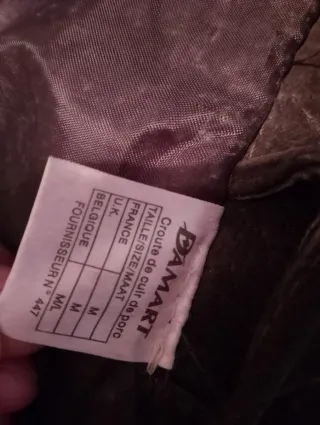 DAMART
Croute de cuir de porc
TAILLE/SIZE/MAAT
FRANCE M
U.K. M
BELGIQUE M/L
FOURNISSEUR N° 447